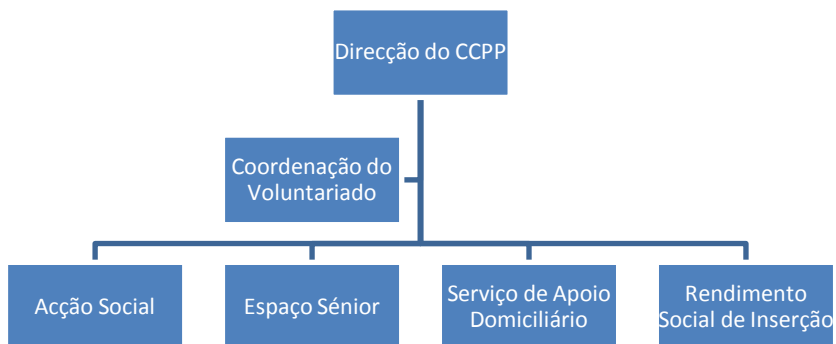 Direcção do CCPP
Coordenação do
Voluntariado
Acção Social
Espaço Sénior
Serviço de Apoio
Domiciliário
Rendimento
Social de Inserção